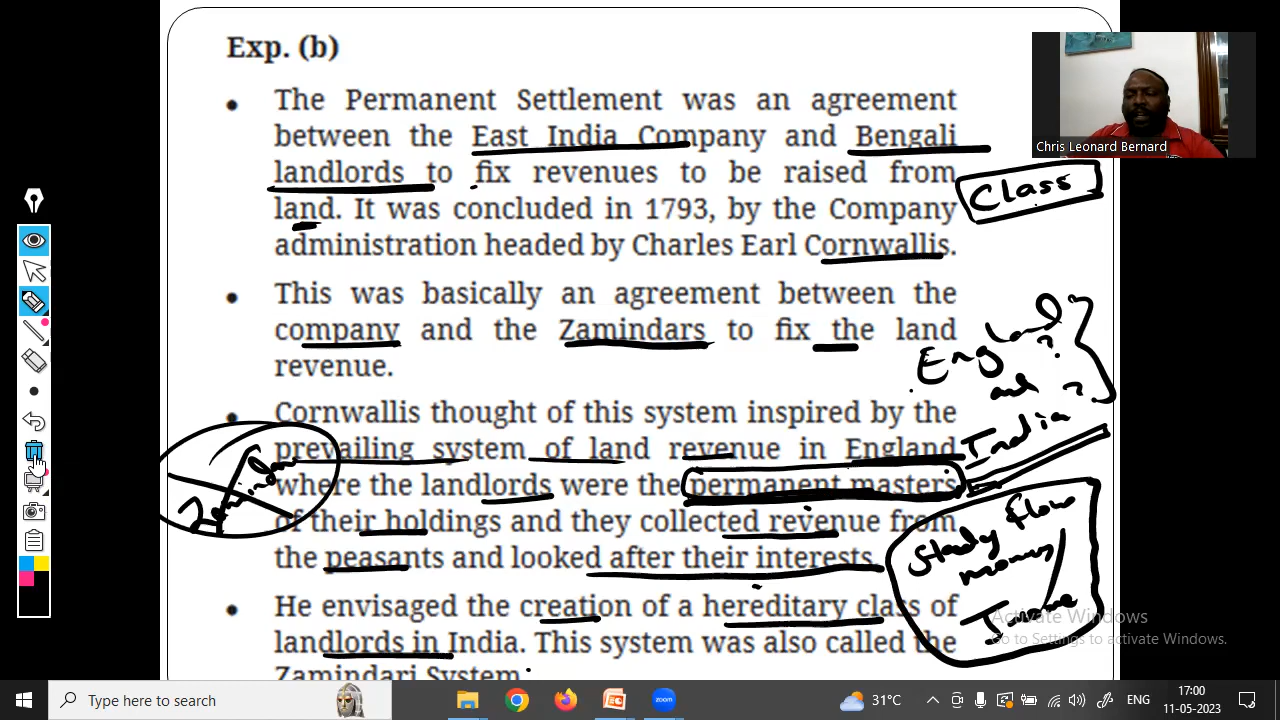 Exp. (b)
• The Permanent Settlement was an agreement
between the East India Company and Bengali
landlords to fix revenues to be raised from
land. It was concluded in 1793, by the Company
administration headed by Charles Earl Cornwallis.
• This was basically an agreement between the
company and the Zamindars to fix the land
revenue.
• Cornwallis thought of this system inspired by the
prevailing system of land revenue in England
where the landlords were the permanent masters
of their holdings and they collected revenue from
the peasants and looked after their interests.
• He envisaged the creation of a hereditary class of
landlords in India. This system was also called the
Zamindari System.
Chris Leonard Bernard
Class
England ?
and ?
India
Steady flow
money /
Income
Zamindar
Activate Windows
Go to Settings to activate Windows.
Type here to search
31°C
ENG
17:00
11-05-2023